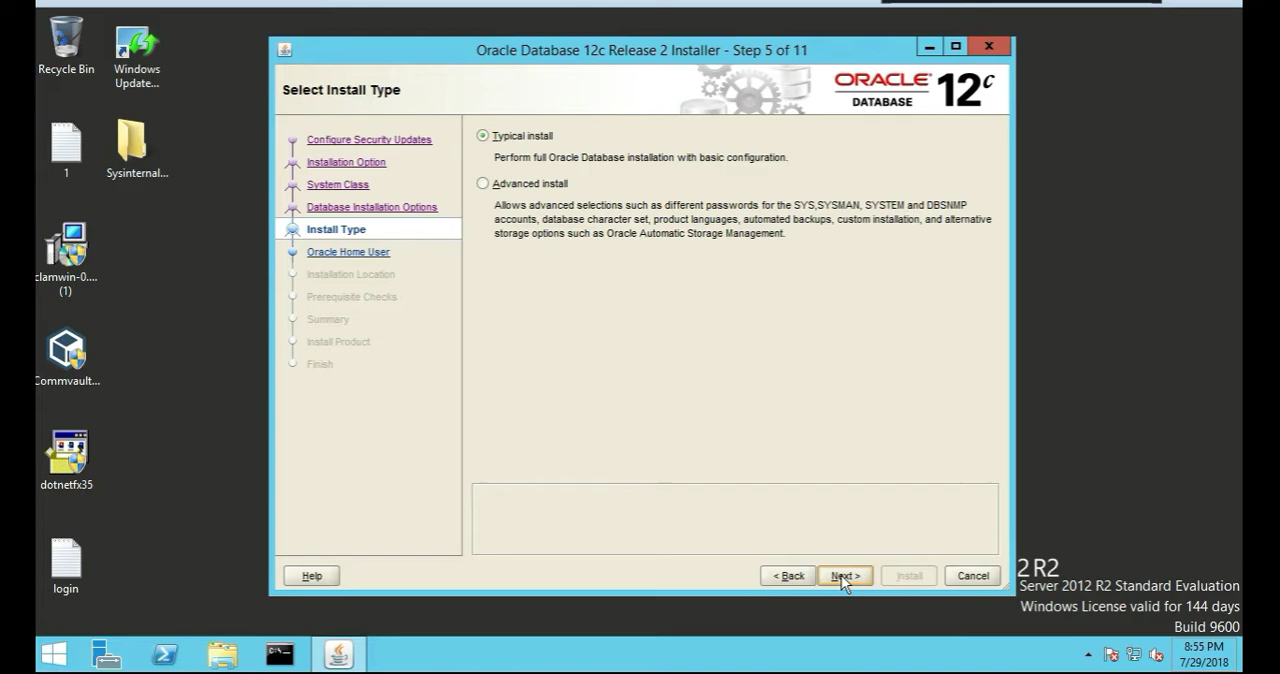 Recycle Bin
Windows
Update...
1
Sysinternal...
clamwin-0....
(1)
Commvault...
dotnetfx35
login
Oracle Database 12c Release 2 Installer - Step 5 of 11
Select Install Type
ORACLE
DATABASE
12c
Configure Security Updates
Installation Option
System Class
Database Installation Options
Install Type
Oracle Home User
Installation Location
Prerequisite Checks
Summary
Install Product
Finish
Typical install
Perform full Oracle Database installation with basic configuration.
Advanced install
Allows advanced selections such as different passwords for the SYS,SYSMAN, SYSTEM and DBSNMP
accounts, database character set, product languages, automated backups, custom installation, and alternative
storage options such as Oracle Automatic Storage Management.
Help
< Back
Next >
Install
Cancel
2 R2
Server 2012 R2 Standard Evaluation
Windows License valid for 144 days
Build 9600
8:55 PM
7/29/2018